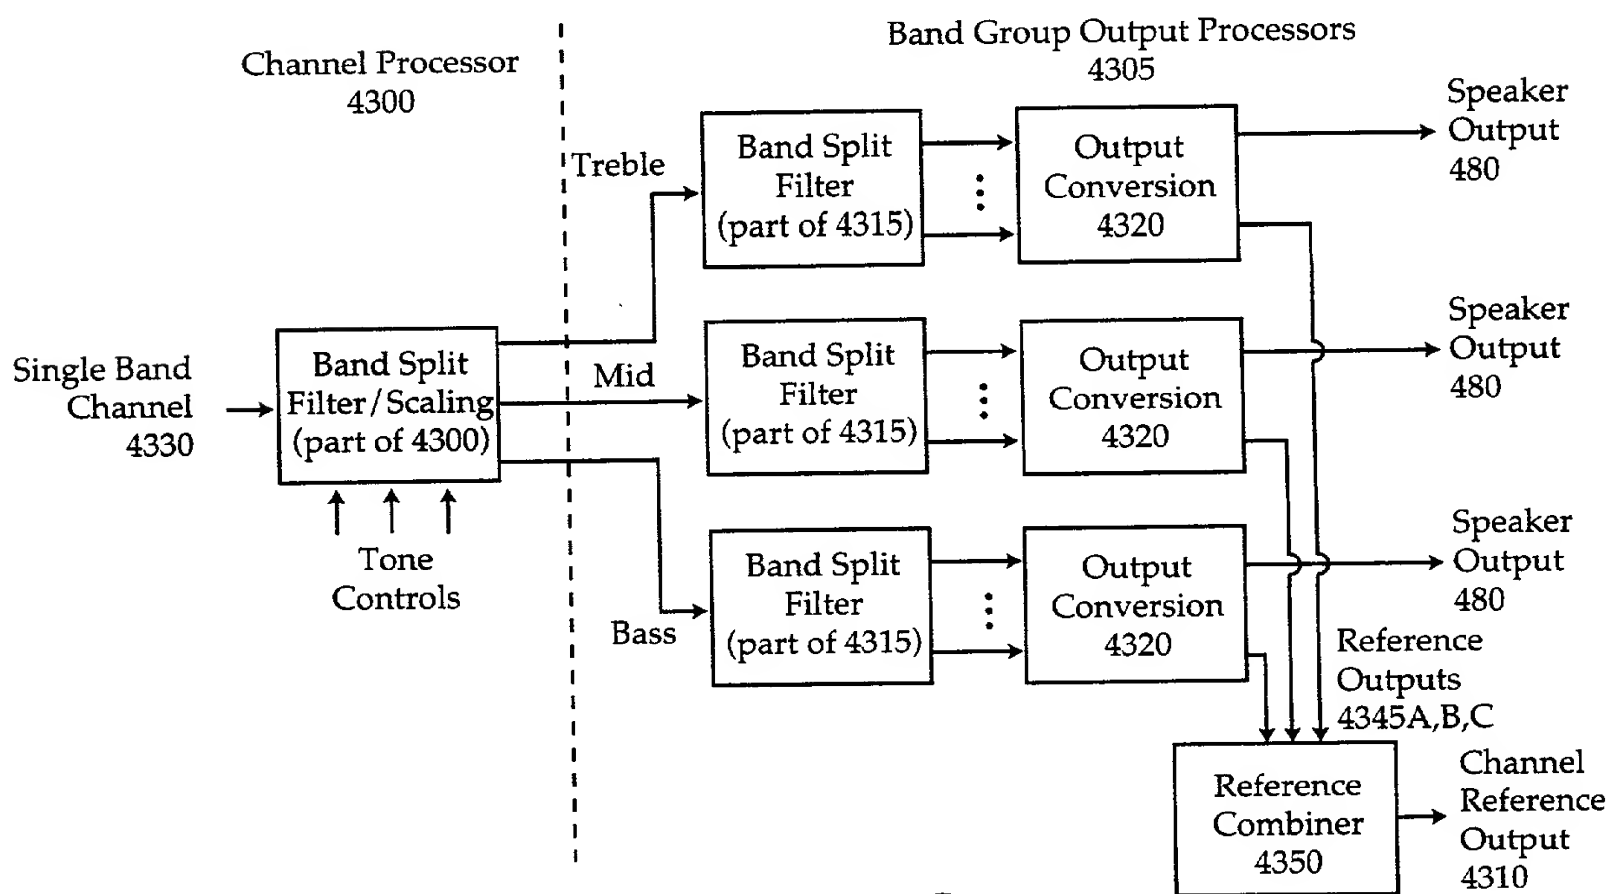 Channel Processor
4300
Band Group Output Processors
4305
Single Band
Channel
4330
Band Split
Filter/Scaling
(part of 4300)
Tone
Controls
Treble
Mid
Bass
Band Split
Filter
(part of 4315)
Output
Conversion
4320
Speaker
Output
480
Band Split
Filter
(part of 4315)
Output
Conversion
4320
Speaker
Output
480
Band Split
Filter
(part of 4315)
Output
Conversion
4320
Speaker
Output
480
Reference
Outputs
4345A,B,C
Reference
Combiner
4350
Channel
Reference
Output
4310